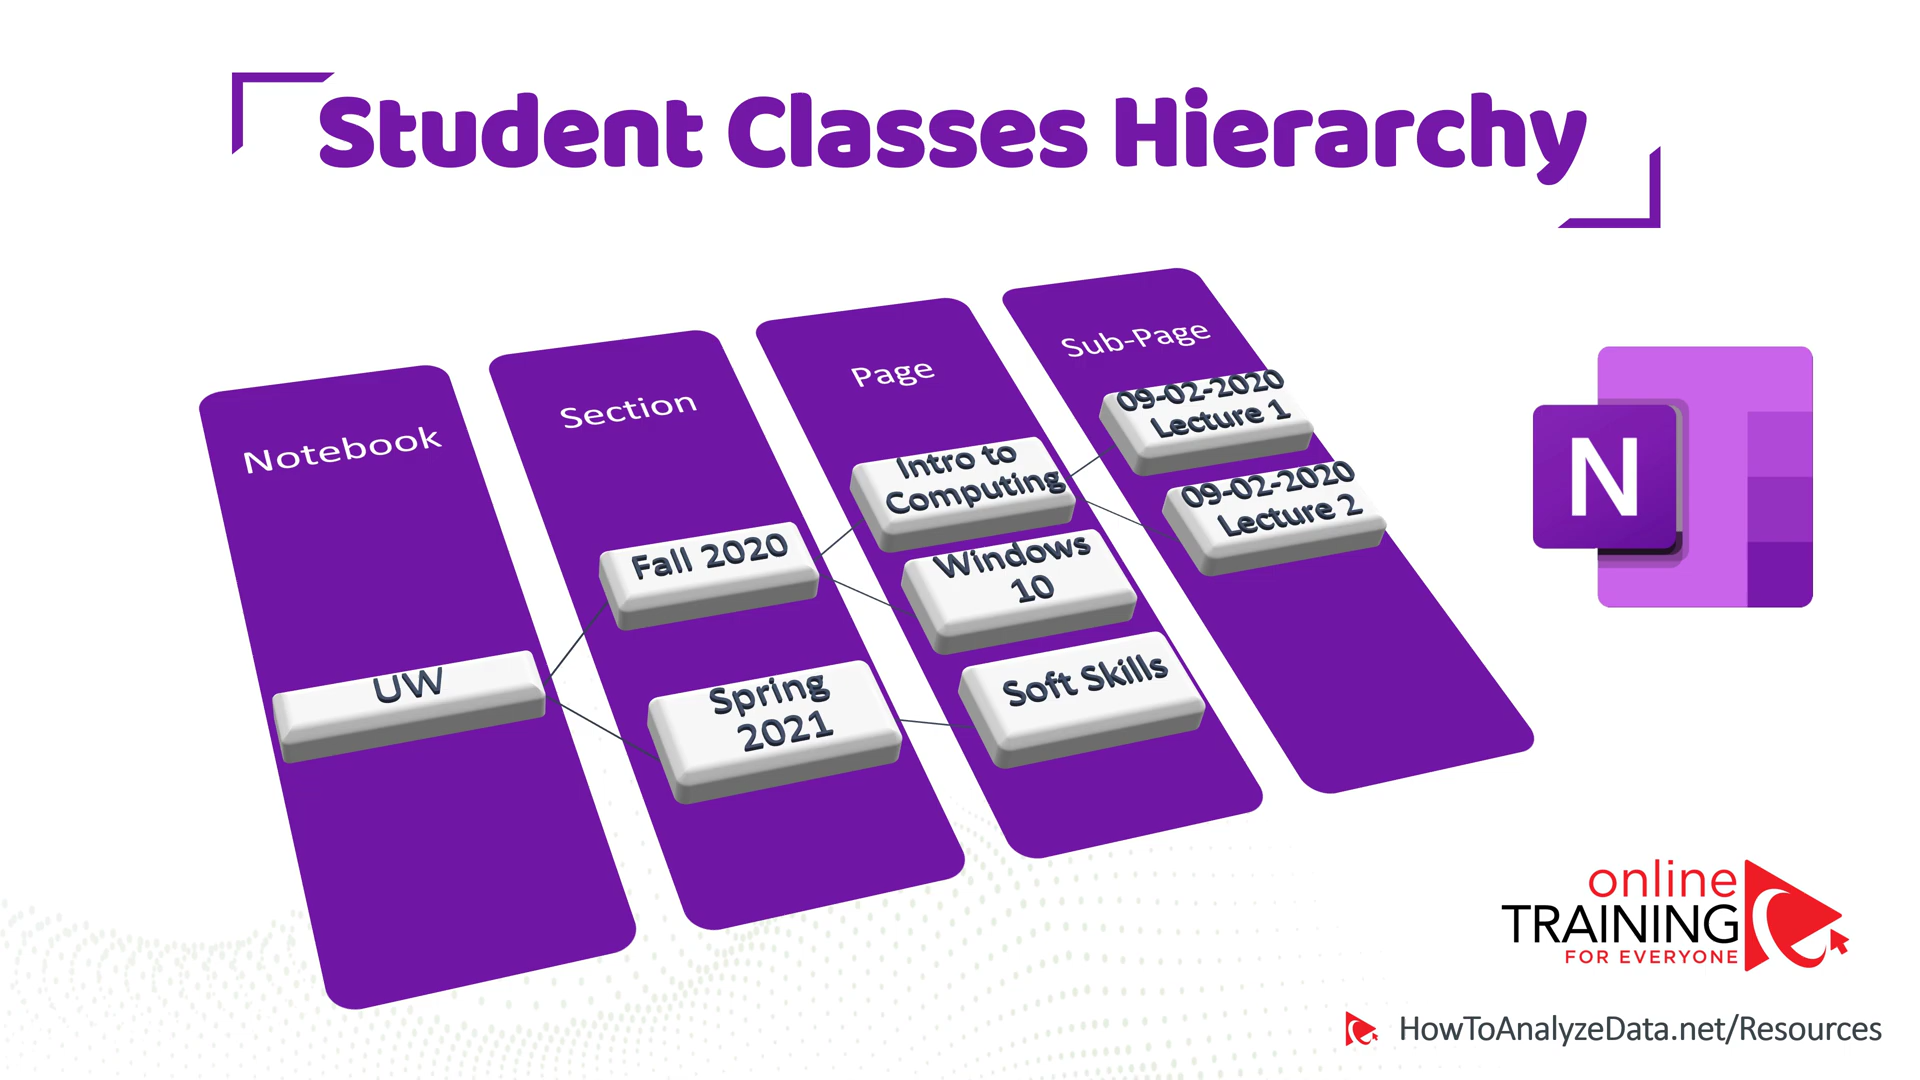 Student Classes Hierarchy
Notebook
UW
Section
Fall 2020
Spring
2021
Page
Intro to
Computing
Windows
10
Soft Skills
Sub-Page
09-02-2020
Lecture 1
09-02-2020
Lecture 2
N
online
TRAINING
FOR EVERYONE
HowToAnalyzeData.net/Resources